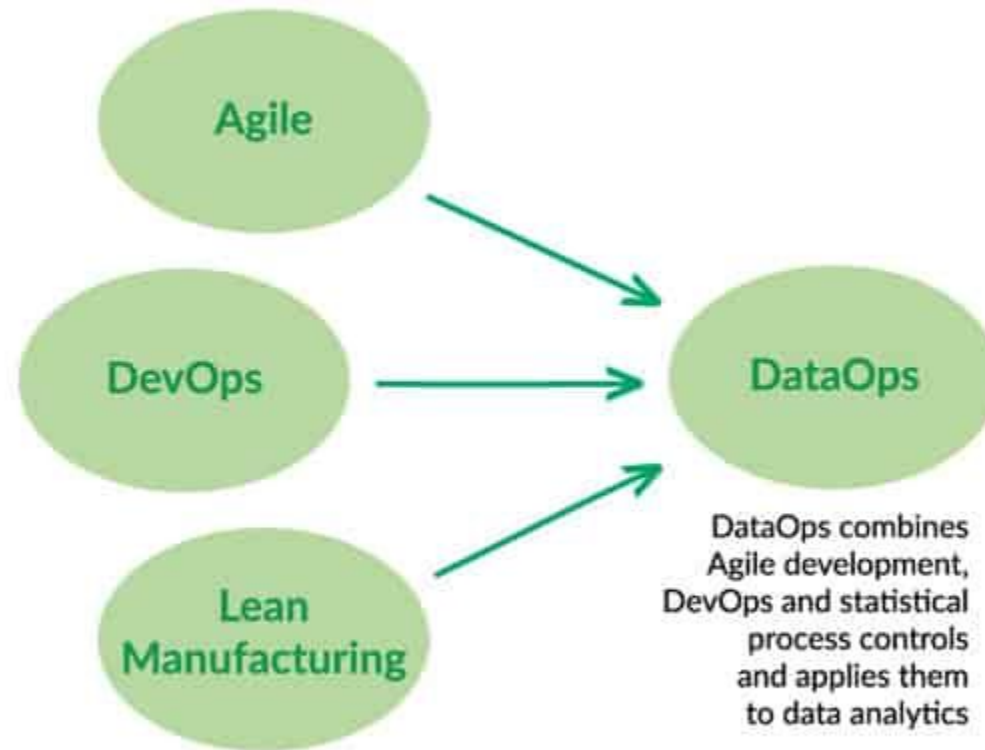 Agile
DevOps
DataOps
Lean
Manufacturing
DataOps combines
Agile development,
DevOps and statistical
process controls
and applies them
to data analytics